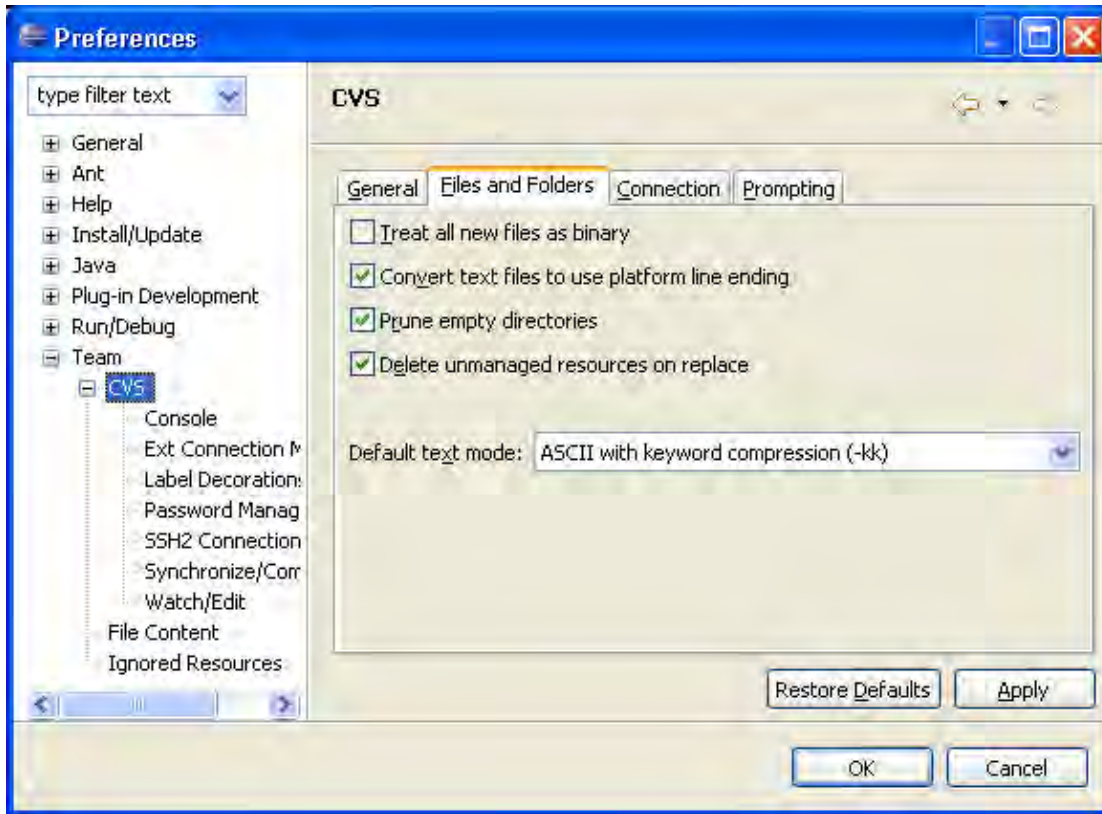 Preferences
type filter text
General
Ant
Help
Install/Update
Java
Plug-in Development
Run/Debug
Team
CVS
Console
Ext Connection
Label Decoration
Password Manag
SSH2 Connection
Synchronize/Com
Watch/Edit
File Content
Ignored Resources
CVS
General Files and Folders Connection Prompting
Treat all new files as binary
Convert text files to use platform line ending
Prune empty directories
Delete unmanaged resources on replace
Default text mode: ASCII with keyword compression (-kk)
Restore Defaults Apply
OK Cancel